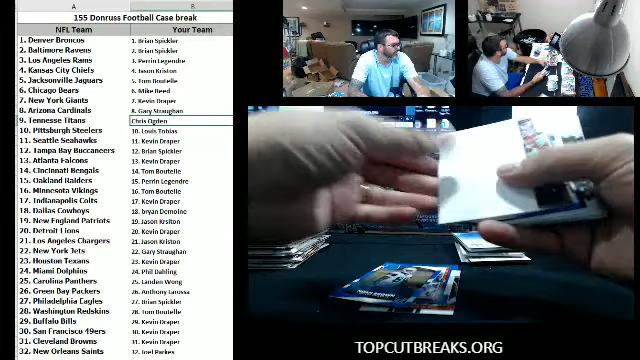 A B
155 Donruss Football Case break
NFL Team Your Team
1. Denver Broncos 1. Brian Spickler
2. Baltimore Ravens 2. Brian Spickler
3. Los Angeles Rams 3. Perrin Legendre
4. Kansas City Chiefs 4. Jason Kriston
5. Jacksonville Jaguars 5. Tom Boutelle
6. Chicago Bears 6. Mike Reed
7. New York Giants 7. Kevin Draper
8. Arizona Cardinals 8. Gary Straughan
9. Tennesse Titans Chris Ogden
10. Pittsburgh Steelers 10. Louis Tobias
11. Seattle Seahawks 11. Kevin Draper
12. Tampa Bay Buccaneers 12. Brian Spickler
13. Atlanta Falcons 13. Kevin Draper
14. Cincinnati Bengals 14. Tom Boutelle
15. Oakland Raiders 15. Perrin Legendre
16. Minnesota Vikings 16. Tom Boutelle
17. Indianapolis Colts 17. Kevin Draper
18. Dallas Cowboys 18. bryan Demoine
19. New England Patriots 19. Jason Kriston
20. Detroit Lions 20. Kevin Draper
21. Los Angeles Chargers 21. Jason Kriston
22. New York Jets 22. Gary Straughan
23. Houston Texans 23. Kevin Draper
24. Miami Dolphins 24. Phil Dahling
25. Carolina Panthers 25. Landen Wong
26. Green Bay Packers 26. Anthony Larossa
27. Philadelphia Eagles 27. Brian Spickler
28. Washington Redskins 28. Tom Boutelle
29. Buffalo Bills 29. Kevin Draper
30. San Francisco 49ers 30. Kevin Draper
31. Cleveland Browns 31. Kevin Draper
32. New Orleans Saints 32. Joel Parkes
TOPCUTBREAKS.ORG